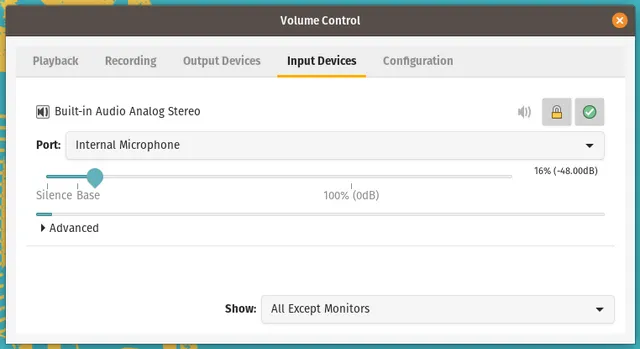 Volume Control
Playback Recording Output Devices Input Devices Configuration
Built-in Audio Analog Stereo
Port: Internal Microphone
16% (-48.00dB)
Silence Base 100% (0dB)
Advanced
Show: All Except Monitors